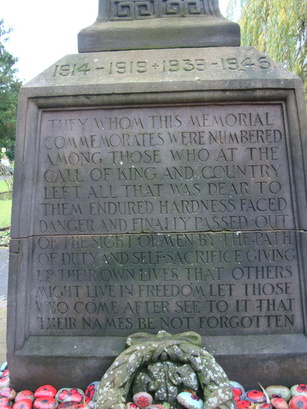 1914 - 1919 + 1939 - 1945
THEY WHOM THIS MEMORIAL
COMMEMORATES WERE NUMBERED
AMONG THOSE WHO AT THE
CALL OF KING AND COUNTRY
LEFT ALL THAT WAS DEAR TO
THEM ENDURED HARDNESS FACED
DANGER AND FINALLY PASSED OUT
OF THE SIGHT OF MEN BY THE PATH
OF DUTY AND SELF-SACRIFICE GIVING
UP THEIR OWN LIVES THAT OTHERS
MIGHT LIVE IN FREEDOM LET THOSE
WHO COME AFTER SEE TO IT THAT
THEIR NAMES BE NOT FORGOTTEN